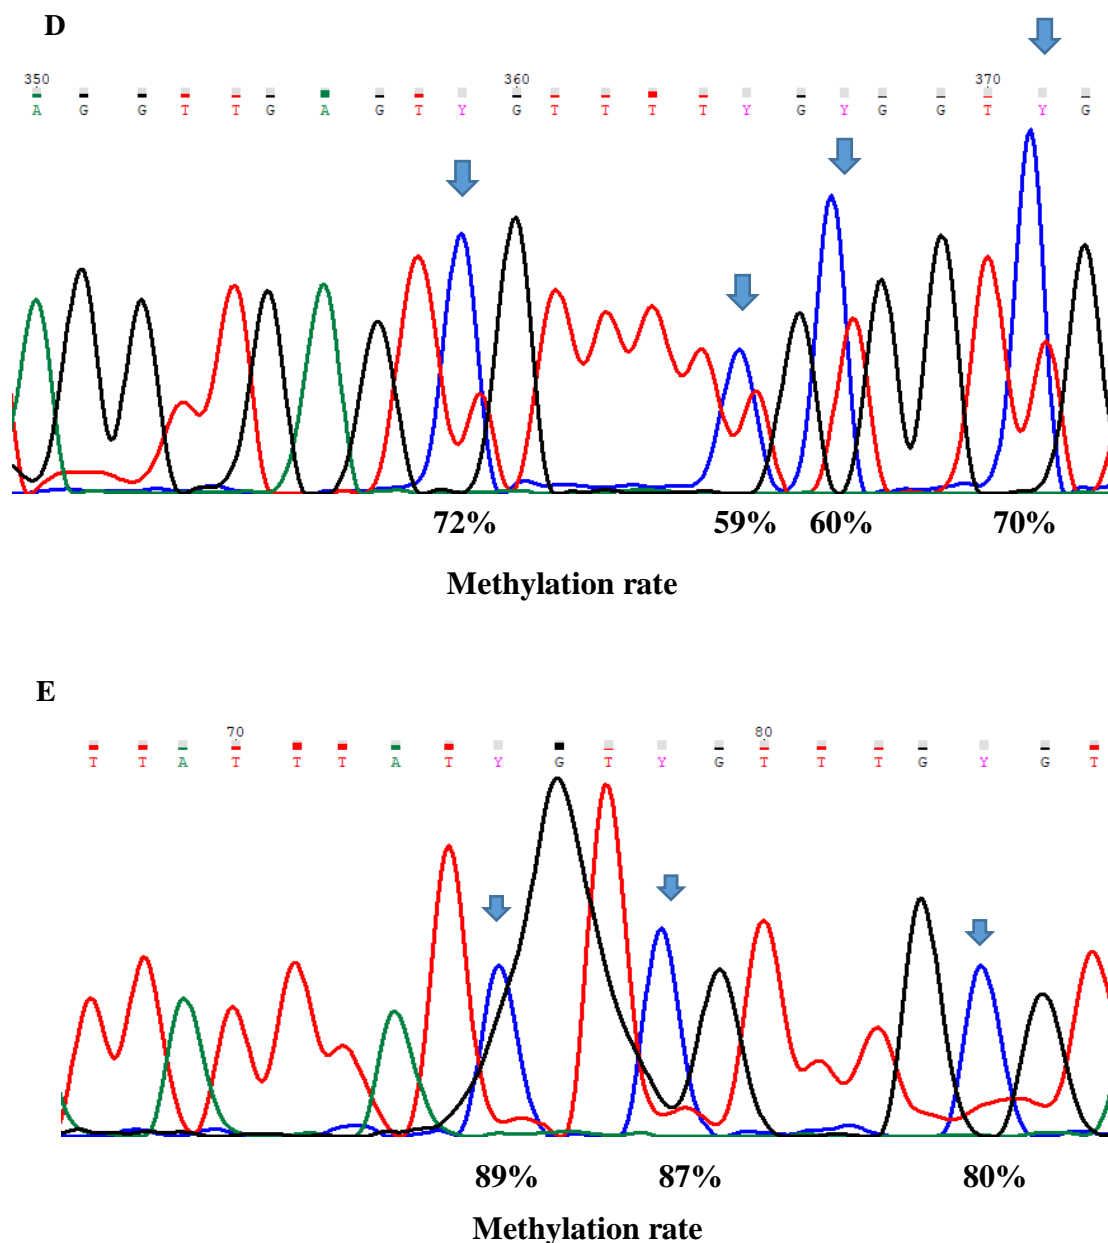 D
350 360 370
A G G T T G A G T Y G T T T T Y G Y G G T Y G
72% 59% 60% 70%
Methylation rate
E
70 80
T T A T T T A T Y G T Y G T T T G Y G T
89% 87% 80%
Methylation rate